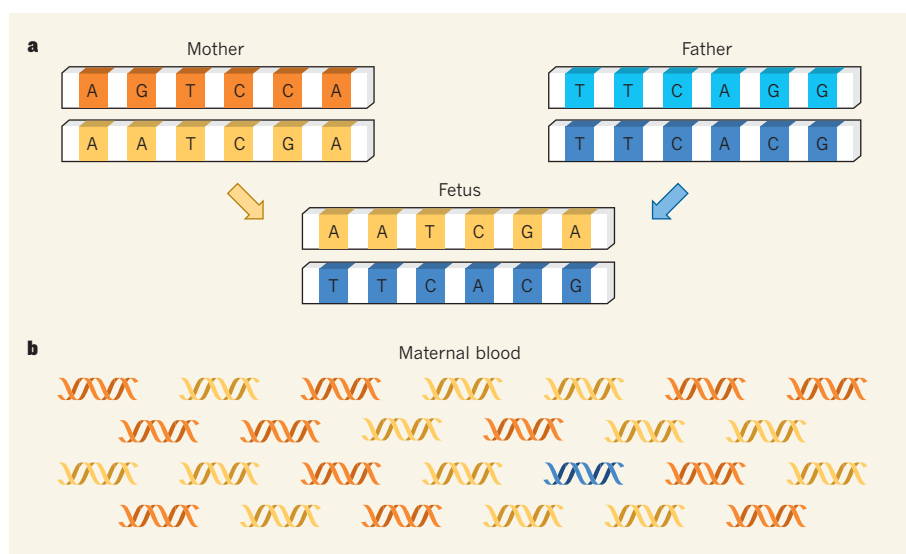 a
Mother
Father
A G T C C A
T T C A G G
A A T C G A
T T C A C G
Fetus
A A T C G A
T T C A C G
b
Maternal blood